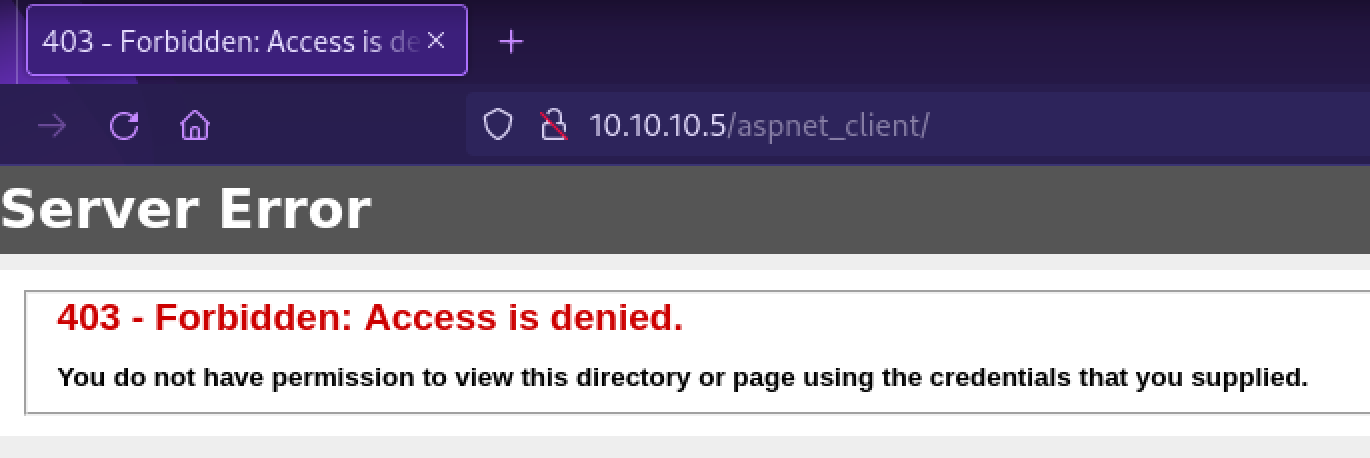 403 - Forbidden: Access is de
10.10.10.5/aspnet_client/
Server Error
403 - Forbidden: Access is denied.
You do not have permission to view this directory or page using the credentials that you supplied.